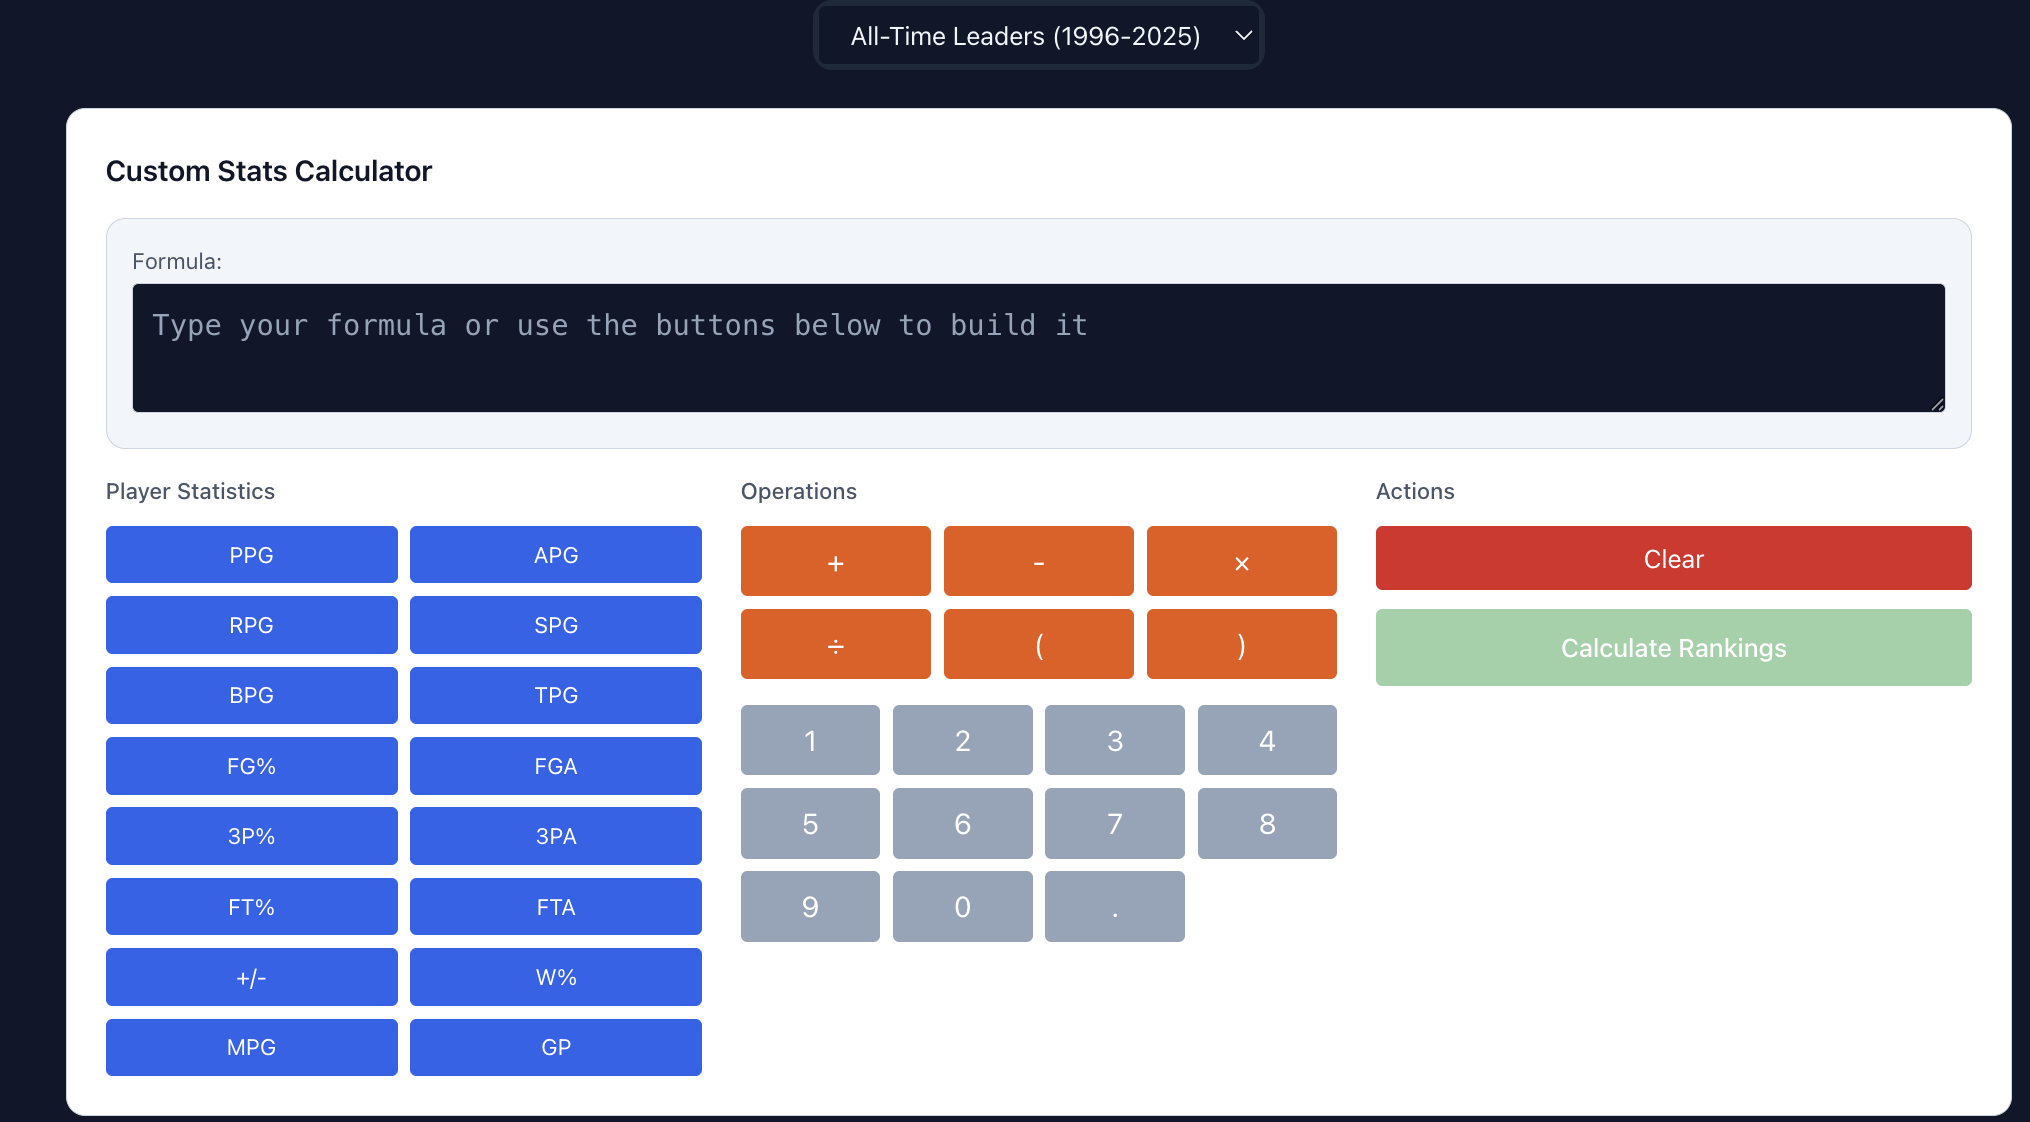 All-Time Leaders (1996-2025)
Custom Stats Calculator
Formula:
Type your formula or use the buttons below to build it
Player Statistics
PPG
APG
RPG
SPG
BPG
TPG
FG%
FGA
3P%
3PA
FT%
FTA
+/-
W%
MPG
GP
Operations
+
-
×
÷
(
)
1
2
3
4
5
6
7
8
9
0
.
Actions
Clear
Calculate Rankings